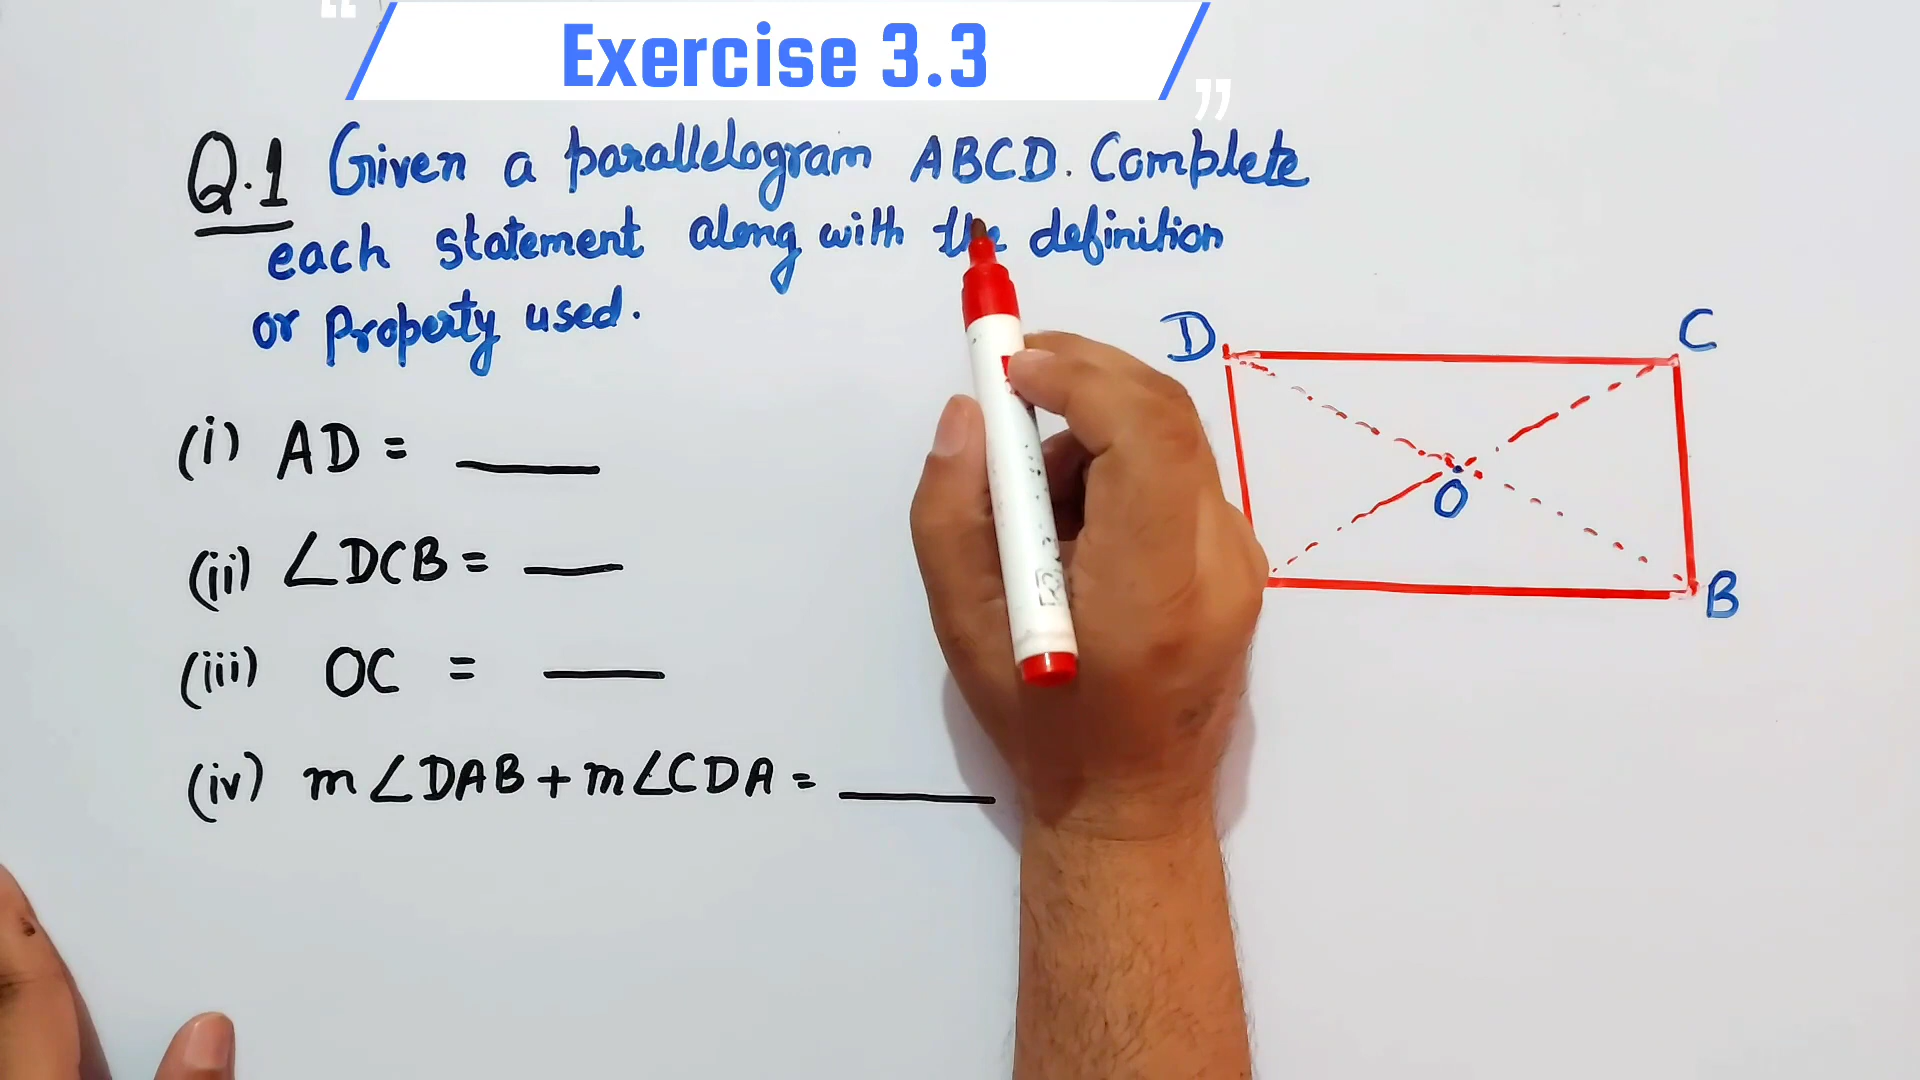 “
Exercise 3.3
”
Q.1 Given a parallelogram ABCD. Complete
each statement along with the definition
or Property used.
(i) AD = ____
(ii) ∠DCB = ____
(iii) OC = ____
(iv) m∠DAB + m∠CDA = ____
D C
O
B